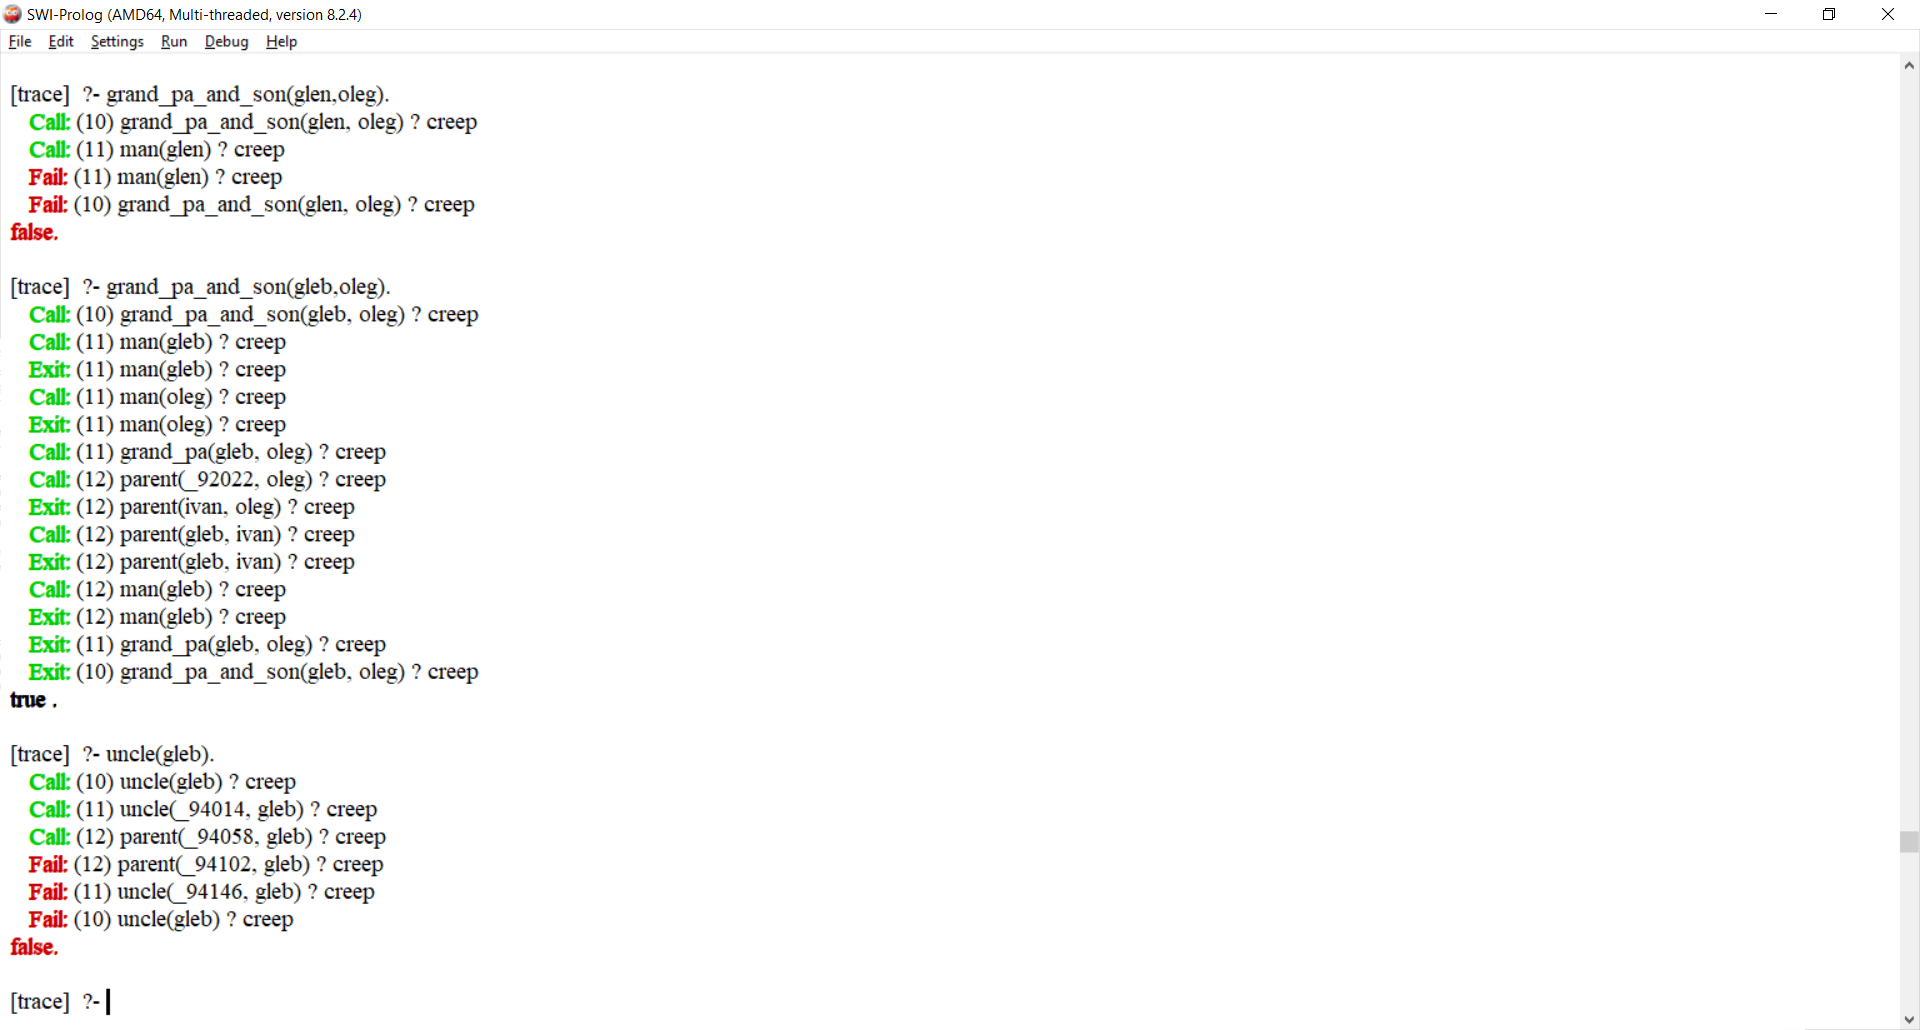 SWI-Prolog (AMD64, Multi-threaded, version 8.2.4)
File Edit Settings Run Debug Help
[trace]  ?- grand_pa_and_son(glen,oleg).
Call: (10) grand_pa_and_son(glen, oleg) ? creep
Call: (11) man(glen) ? creep
Fail: (11) man(glen) ? creep
Fail: (10) grand_pa_and_son(glen, oleg) ? creep
false.
[trace]  ?- grand_pa_and_son(gleb,oleg).
Call: (10) grand_pa_and_son(gleb, oleg) ? creep
Call: (11) man(gleb) ? creep
Exit: (11) man(gleb) ? creep
Call: (11) man(oleg) ? creep
Exit: (11) man(oleg) ? creep
Call: (11) grand_pa(gleb, oleg) ? creep
Call: (12) parent(_92022, oleg) ? creep
Exit: (12) parent(ivan, oleg) ? creep
Call: (12) parent(gleb, ivan) ? creep
Exit: (12) parent(gleb, ivan) ? creep
Call: (12) man(gleb) ? creep
Exit: (12) man(gleb) ? creep
Exit: (11) grand_pa(gleb, oleg) ? creep
Exit: (10) grand_pa_and_son(gleb, oleg) ? creep
true .
[trace]  ?- uncle(gleb).
Call: (10) uncle(gleb) ? creep
Call: (11) uncle(_94014, gleb) ? creep
Call: (12) parent(_94058, gleb) ? creep
Fail: (12) parent(_94102, gleb) ? creep
Fail: (11) uncle(_94146, gleb) ? creep
Fail: (10) uncle(gleb) ? creep
false.
[trace]  ?-